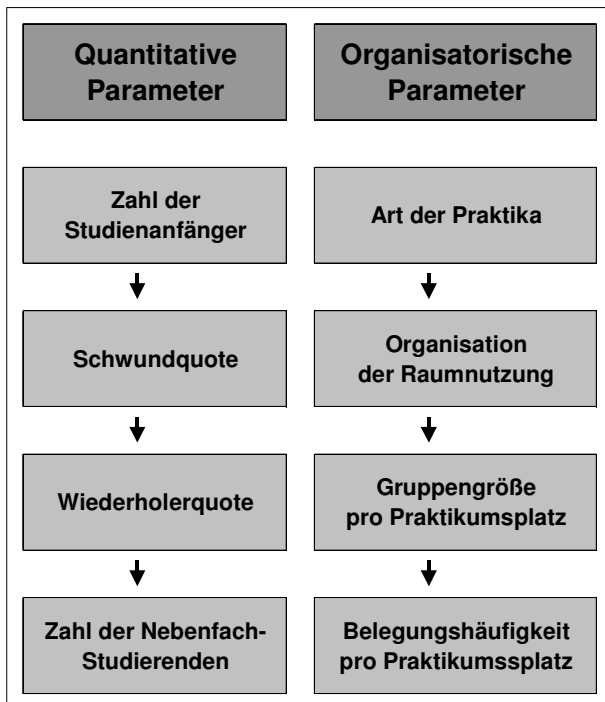 Quantitative
Parameter
Zahl der
Studienanfänger
Schwundquote
Wiederholerquote
Zahl der Nebenfach-
Studierenden
Organisatorische
Parameter
Art der Praktika
Organisation
der Raumnutzung
Gruppengröße
pro Praktikumsplatz
Belegungshäufigkeit
pro Praktikumssplatz